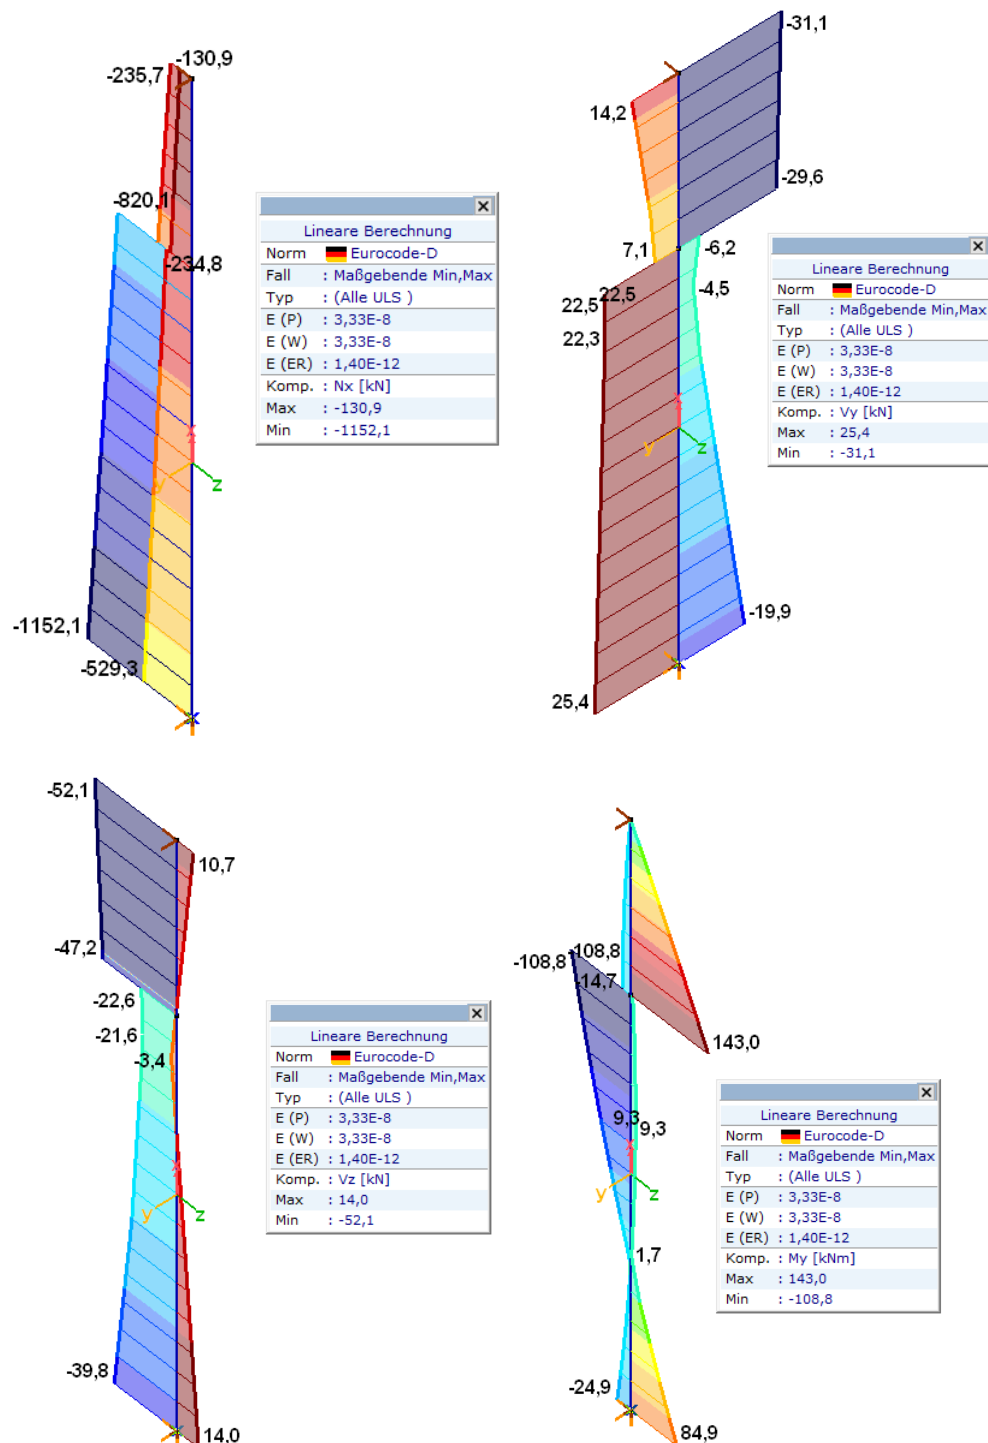 -130,9
-235,7
-820,1
-234,8
-1152,1
-529,3
x
y
z
Lineare Berechnung
Norm Eurocode-D
Fall : Maßgebende Min,Max
Typ : (Alle ULS )
E (P) : 3,33E-8
E (W) : 3,33E-8
E (ER) : 1,40E-12
Komp. : Nx [kN]
Max : -130,9
Min : -1152,1
-31,1
14,2
-29,6
7,1
-6,2
22,5
22,5
-4,5
22,3
y
z
-19,9
25,4
Lineare Berechnung
Norm Eurocode-D
Fall : Maßgebende Min,Max
Typ : (Alle ULS )
E (P) : 3,33E-8
E (W) : 3,33E-8
E (ER) : 1,40E-12
Komp. : Vy [kN]
Max : 25,4
Min : -31,1
-52,1
10,7
-47,2
-22,6
-21,6
-3,4
y
z
-39,8
14,0
Lineare Berechnung
Norm Eurocode-D
Fall : Maßgebende Min,Max
Typ : (Alle ULS )
E (P) : 3,33E-8
E (W) : 3,33E-8
E (ER) : 1,40E-12
Komp. : Vz [kN]
Max : 14,0
Min : -52,1
-108,8
-108,8
-14,7
143,0
9,3
9,3
y
z
1,7
-24,9
84,9
Lineare Berechnung
Norm Eurocode-D
Fall : Maßgebende Min,Max
Typ : (Alle ULS )
E (P) : 3,33E-8
E (W) : 3,33E-8
E (ER) : 1,40E-12
Komp. : My [kNm]
Max : 143,0
Min : -108,8